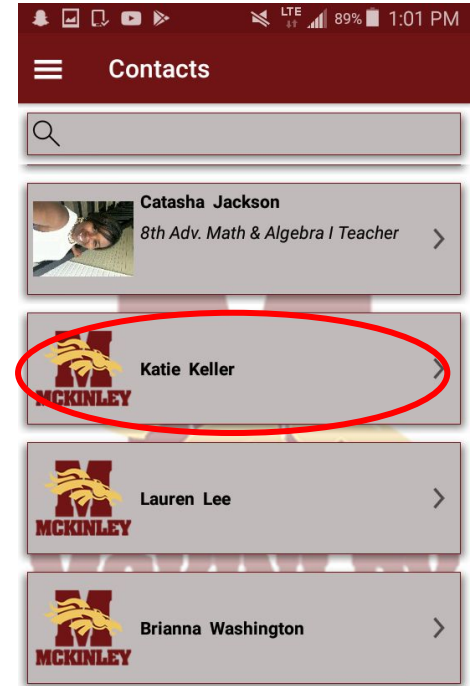 LTE 89% 1:01 PM
Contacts
Catasha Jackson
8th Adv. Math & Algebra I Teacher
M
MCKINLEY
Katie Keller
M
MCKINLEY
Lauren Lee
M
MCKINLEY
Brianna Washington